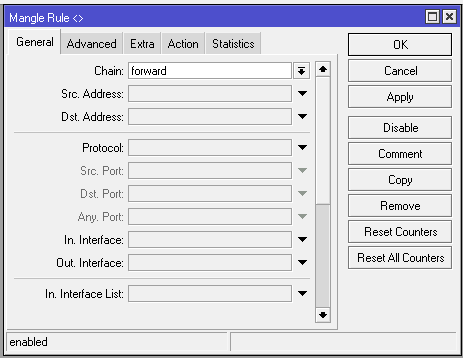 Mangle Rule <>
General Advanced Extra Action Statistics
Chain: forward
Src. Address:
Dst. Address:
Protocol:
Src. Port:
Dst. Port:
Any. Port:
In. Interface:
Out. Interface:
In. Interface List:
OK
Cancel
Apply
Disable
Comment
Copy
Remove
Reset Counters
Reset All Counters
enabled